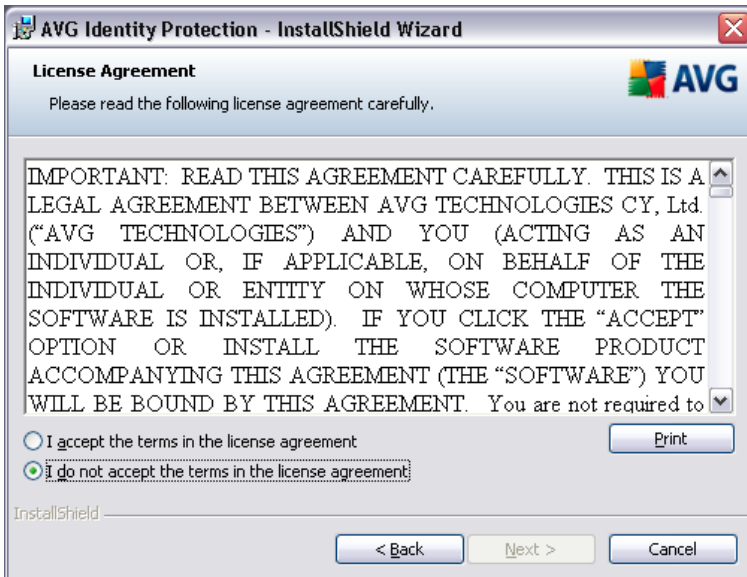 AVG Identity Protection - InstallShield Wizard
License Agreement
Please read the following license agreement carefully.
AVG
IMPORTANT: READ THIS AGREEMENT CAREFULLY. THIS IS A
LEGAL AGREEMENT BETWEEN AVG TECHNOLOGIES CY, Ltd.
(“AVG TECHNOLOGIES”) AND YOU (ACTING AS AN
INDIVIDUAL OR, IF APPLICABLE, ON BEHALF OF THE
INDIVIDUAL OR ENTITY ON WHOSE COMPUTER THE
SOFTWARE IS INSTALLED). IF YOU CLICK THE “ACCEPT”
OPTION OR INSTALL THE SOFTWARE PRODUCT
ACCOMPANYING THIS AGREEMENT (THE “SOFTWARE”) YOU
WILL BE BOUND BY THIS AGREEMENT. You are not required to
I accept the terms in the license agreement
Print
I do not accept the terms in the license agreement
InstallShield
< Back
Next >
Cancel